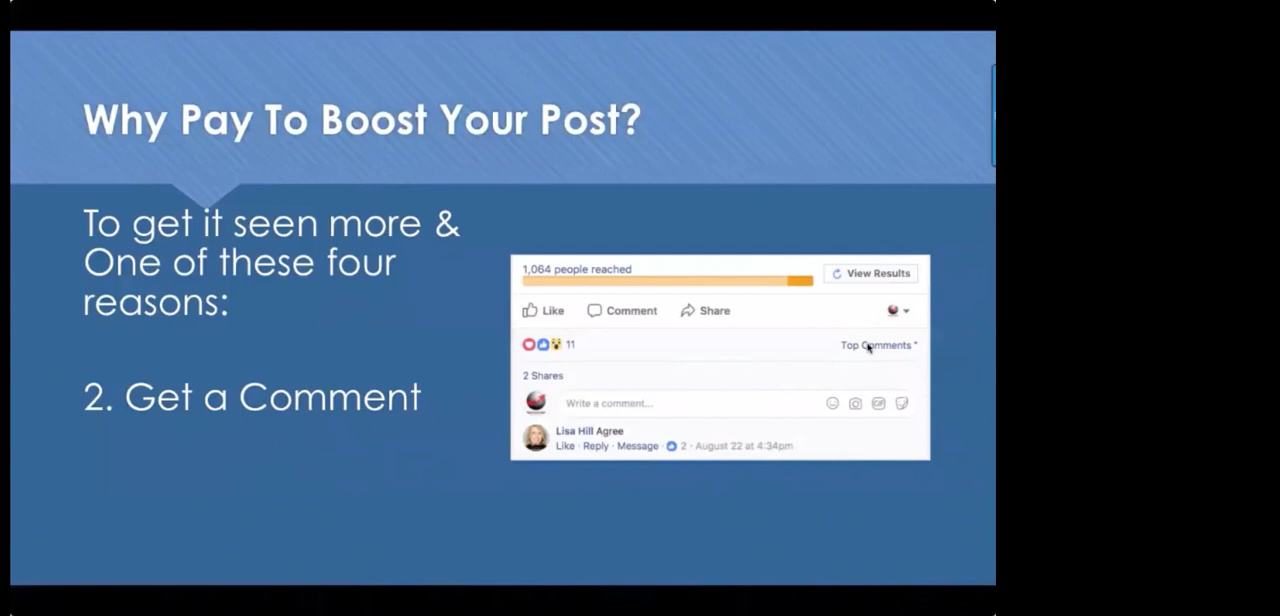 Why Pay To Boost Your Post?
To get it seen more &
One of these four
reasons:
2. Get a Comment
1,064 people reached
View Results
Like Comment Share
11
Top Comments
2 Shares
Write a comment...
GIF
Lisa Hill Agree
Like · Reply · Message · 2 · August 22 at 4:34pm